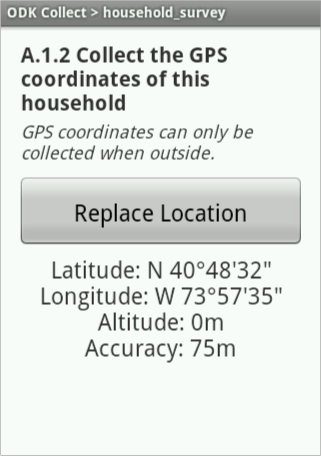 ODK Collect > household_survey
A.1.2 Collect the GPS
coordinates of this
household
GPS coordinates can only be
collected when outside.
Replace Location
Latitude: N 40°48'32"
Longitude: W 73°57'35"
Altitude: 0m
Accuracy: 75m